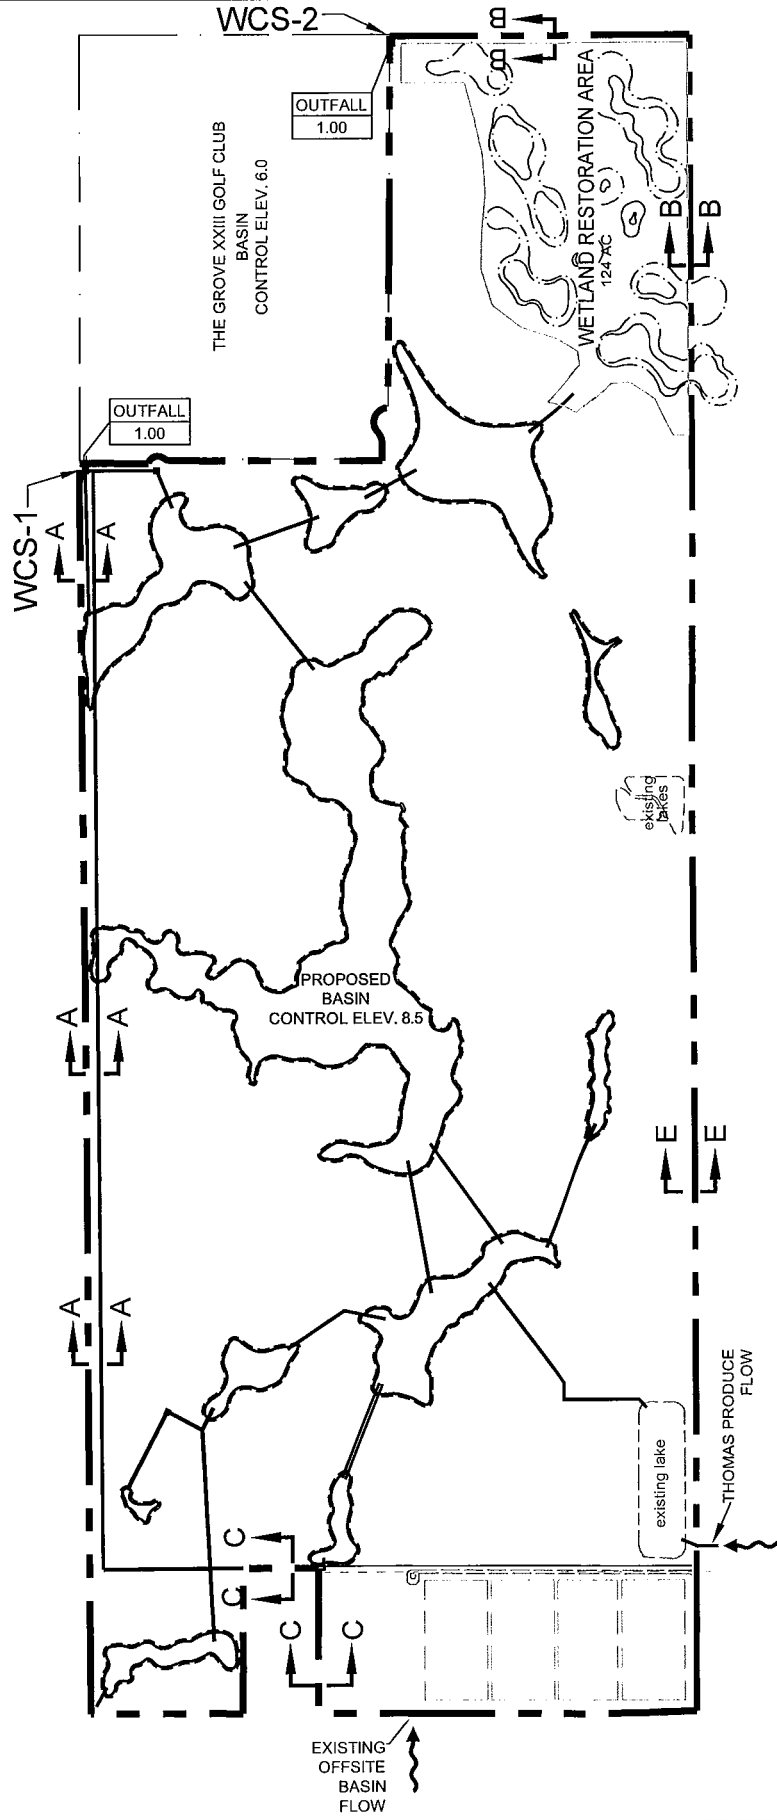 WCS-2
B
B
OUTFALL
1.00
THE GROVE XXIII GOLF CLUB
BASIN
CONTROL ELEV. 6.0
WETLAND RESTORATION AREA
124 AC
B
B
OUTFALL
1.00
WCS-1
A
A
existing
lakes
PROPOSED
BASIN
CONTROL ELEV. 8.5
A
A
E
E
A
A
THOMAS PRODUCE
FLOW
existing lake
C
C
C
C
EXISTING
OFFSITE
BASIN
FLOW